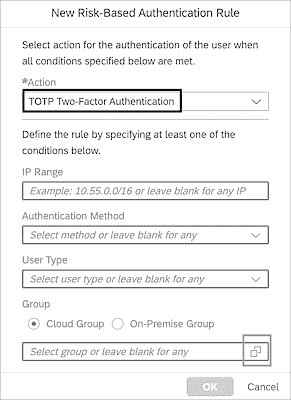 New Risk-Based Authentication Rule
Select action for the authentication of the user when
all conditions specified below are met.
*Action
TOTP Two-Factor Authentication
Define the rule by specifying at least one of the
conditions below.
IP Range
Example: 10.55.0.0/16 or leave blank for any IP
Authentication Method
Select method or leave blank for any
User Type
Select user type or leave blank for any
Group
Cloud Group On-Premise Group
Select group or leave blank for any
OK Cancel